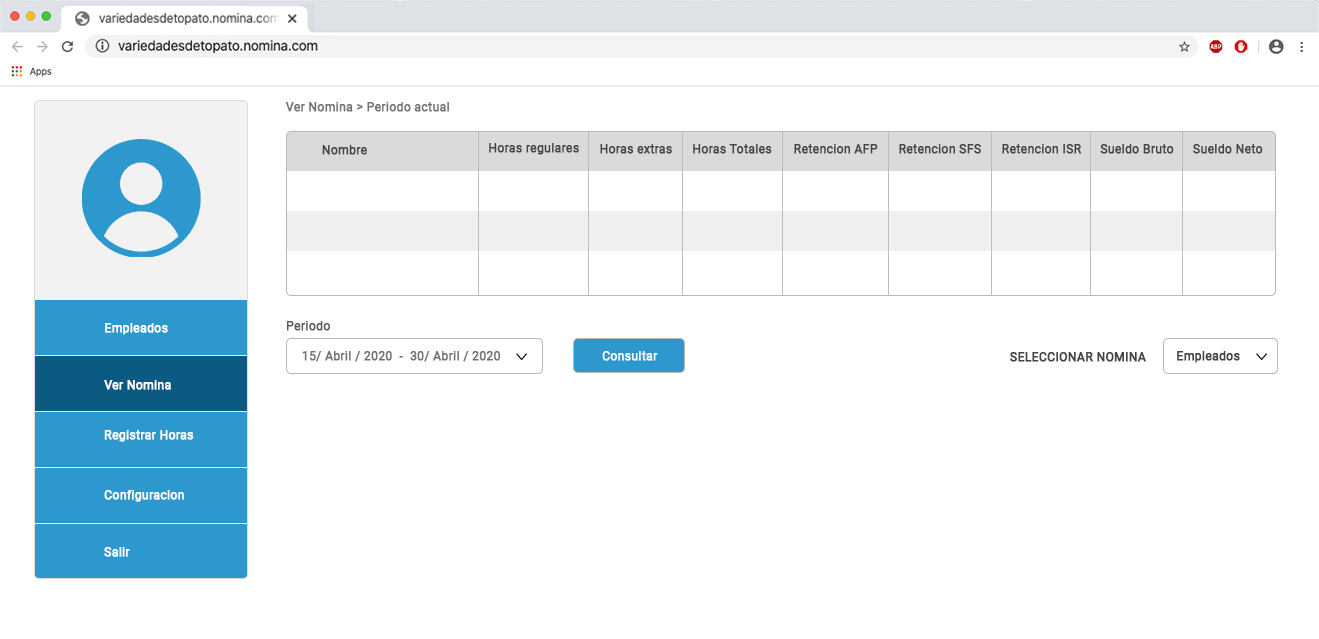 variedadesdetopato.nomina.com
variedadesdetopato.nomina.com
ABP
Apps
Ver Nomina > Periodo actual
Nombre Horas regulares Horas extras Horas Totales Retencion AFP Retencion SFS Retencion ISR Sueldo Bruto Sueldo Neto
Empleados
Ver Nomina
Registrar Horas
Configuracion
Salir
Periodo
15/ Abril / 2020 - 30/ Abril / 2020
Consultar
SELECCIONAR NOMINA
Empleados